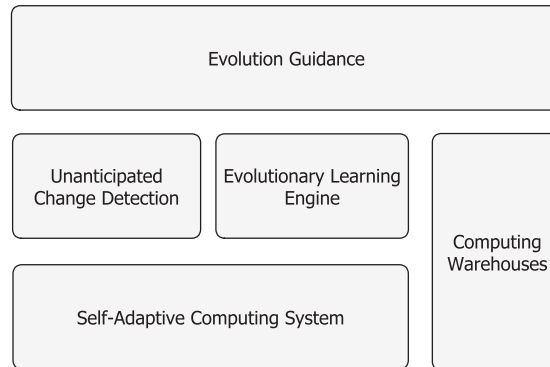 Evolution Guidance
Unanticipated
Change Detection
Evolutionary Learning
Engine
Computing
Warehouses
Self-Adaptive Computing System